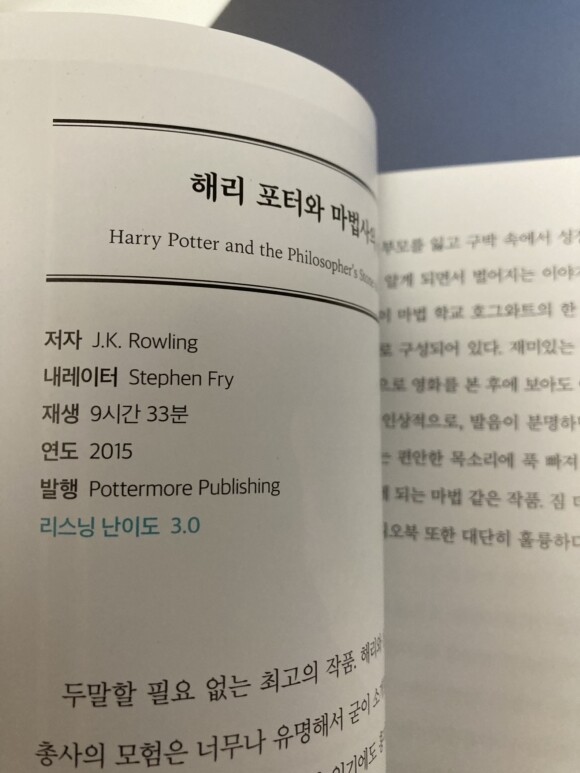 해리 포터와 마법사의
Harry Potter and the Philosopher's Stone
저자 J.K. Rowling
내레이터 Stephen Fry
재생 9시간 33분
연도 2015
발행 Pottermore Publishing
리스닝 난이도 3.0
두말할 필요 없는 최고의 작품. 해리와
총사의 모험은 너무나 유명해서 굳이
부모를 잃고 구박 속에서
알게 되면서 벌어지는
마법 학교 호그와트의 한
로 구성되어 있다. 재미있는
으로 영화를 본 후에 보아도
인상적으로, 발음이 분명하
는 편안한 목소리에 푹 빠져
게 되는 마법 같은 작품. 짐
오북 또한 대단히 훌륭하다